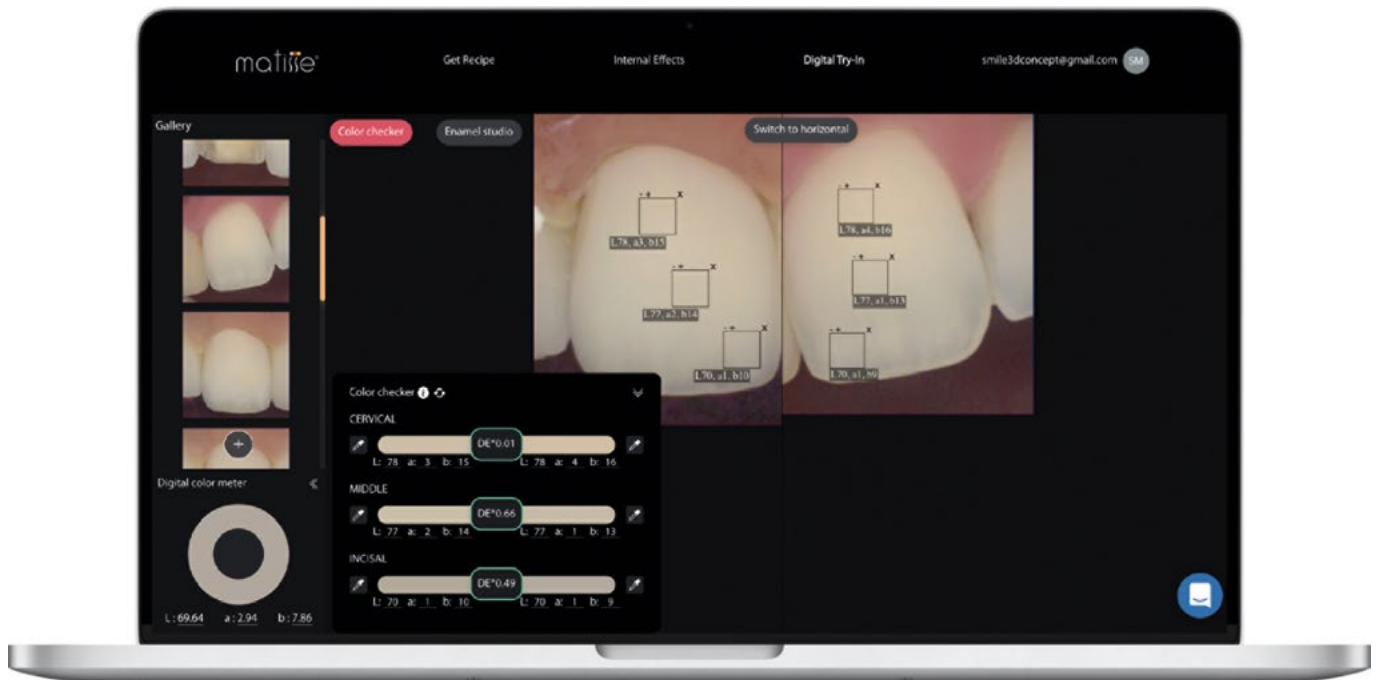 matisse
Get Recipe
Internal Effects
Digital Try-In
smile3dconcept@gmail.com
SM
Gallery
Color checker
Enamel studio
Switch to horizontal
- + x
L78, a3, b15
- + x
L77, a2, b14
- + x
L70, a1, b10
- + x
L78, a4, b16
- + x
L77, a1, b13
- + x
L70, a1, b9
Color checker
CERVICAL
DE*0.01
L: 78 a: 3 b: 15 L: 78 a: 4 b: 16
MIDDLE
DE*0.66
L: 77 a: 2 b: 14 L: 77 a: 1 b: 13
INCISAL
DE*0.49
L: 70 a: 1 b: 10 L: 70 a: 1 b: 9
Digital color meter
L: 69.64 a: 2.94 b: 7.86